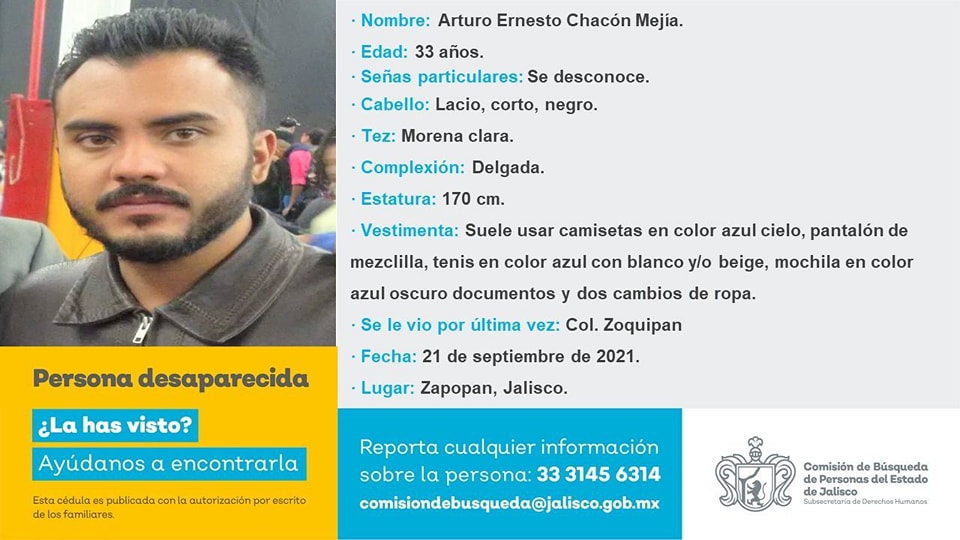 · Nombre: Arturo Ernesto Chacón Mejía.
· Edad: 33 años.
· Señas particulares: Se desconoce.
· Cabello: Lacio, corto, negro.
· Tez: Morena clara.
· Complexión: Delgada.
· Estatura: 170 cm.
· Vestimenta: Suele usar camisetas en color azul cielo, pantalón de
mezclilla, tenis en color azul con blanco y/o beige, mochila en color
azul oscuro documentos y dos cambios de ropa.
· Se le vio por última vez: Col. Zoquipan
· Fecha: 21 de septiembre de 2021.
· Lugar: Zapopan, Jalisco.
Persona desaparecida
¿La has visto?
Ayúdanos a encontrarla
Esta cédula es publicada con la autorización por escrito
de los familiares.
Reporta cualquier información
sobre la persona: 33 3145 6314
comisiondebusqueda@jalisco.gob.mx
Comisión de Búsqueda
de Personas del Estado
de Jalisco
Subsecretaría de Derechos Humanos